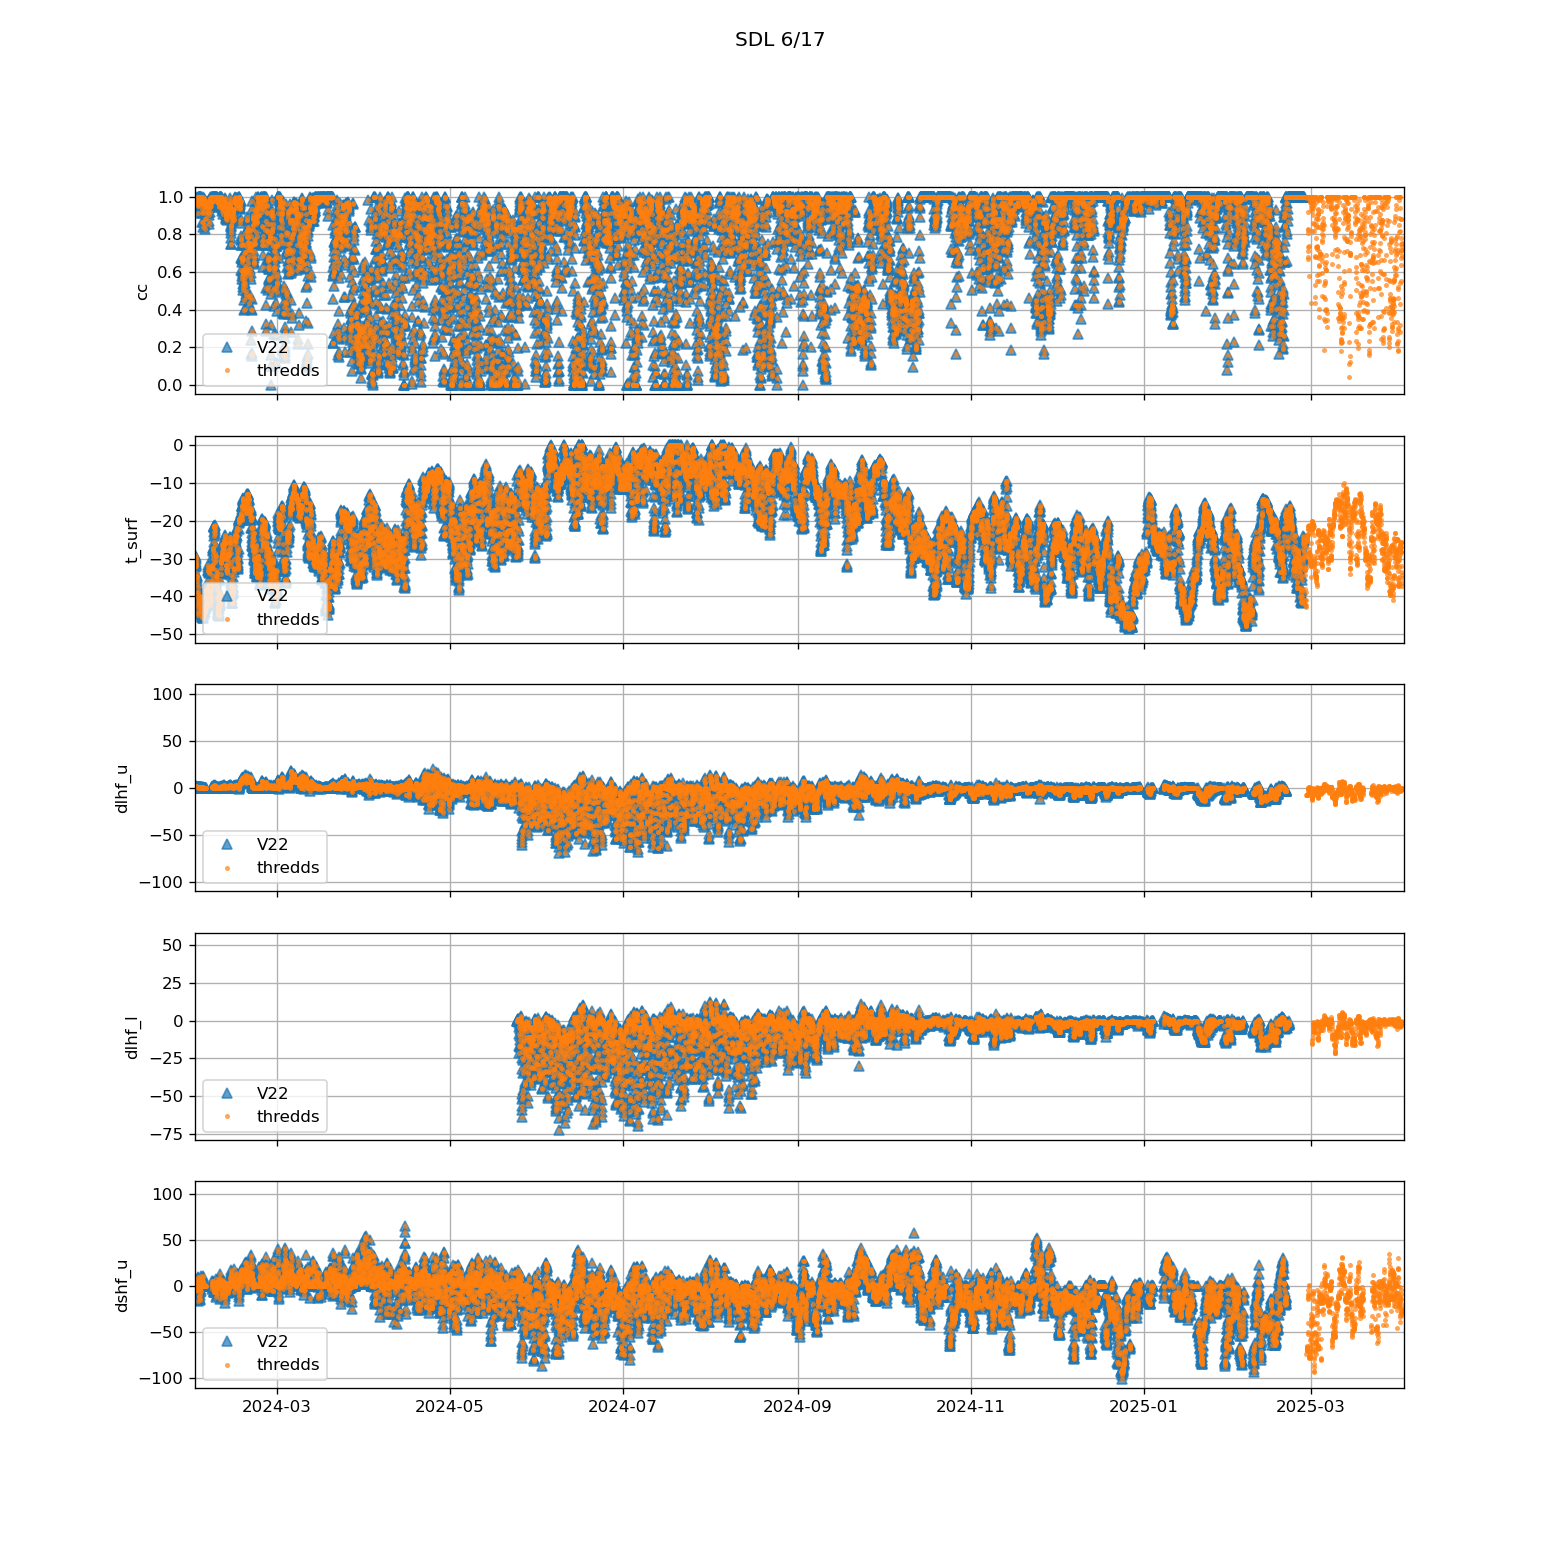 SDL 6/17
1.0
0.8
0.6
0.4
0.2
0.0
cc
V22
thredds
0
−10
−20
−30
−40
−50
t_surf
V22
thredds
100
50
0
−50
−100
dlhf_u
V22
thredds
50
25
0
−25
−50
−75
dlhf_l
V22
thredds
100
50
0
−50
−100
dshf_u
V22
thredds
2024-03 2024-05 2024-07 2024-09 2024-11 2025-01 2025-03